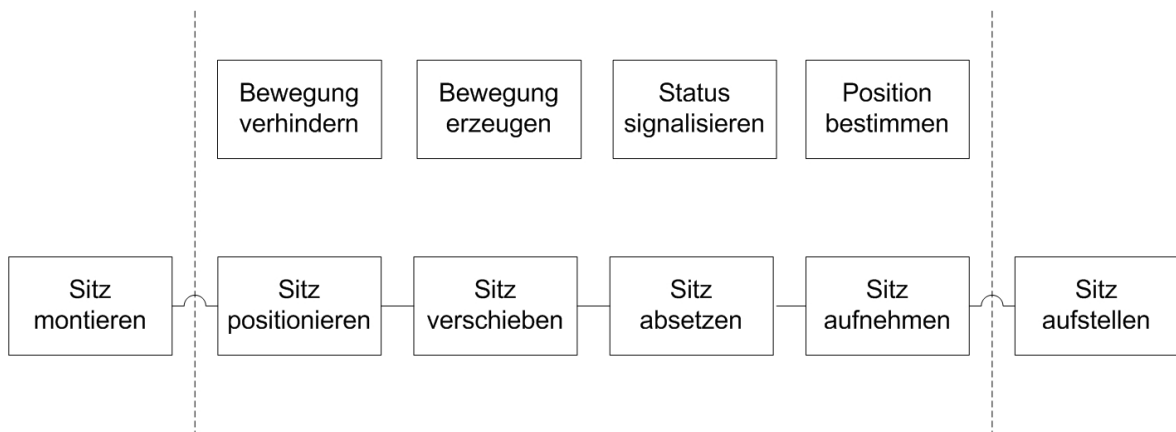 Bewegung
verhindern
Bewegung
erzeugen
Status
signalisieren
Position
bestimmen
Sitz
montieren
Sitz
positionieren
Sitz
verschieben
Sitz
absetzen
Sitz
aufnehmen
Sitz
aufstellen